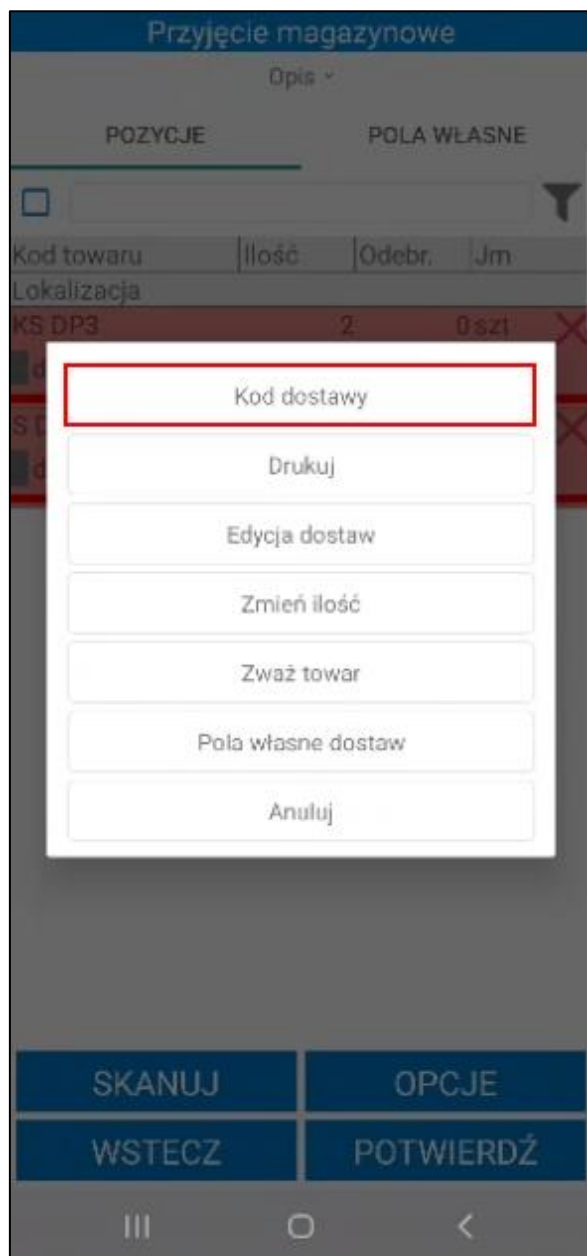 Przyjęcie magazynowe
Opis
POZYCJE POLA WŁASNE
Kod towaru Ilość Odebr. Jm
Lokalizacja
KS DP3 2 0 szt
d
Kod dostawy
S D
Drukuj
d
Edycja dostaw
Zmień ilość
Zważ towar
Pola własne dostaw
Anuluj
SKANUJ OPCJE
WSTECZ POTWIERDŹ